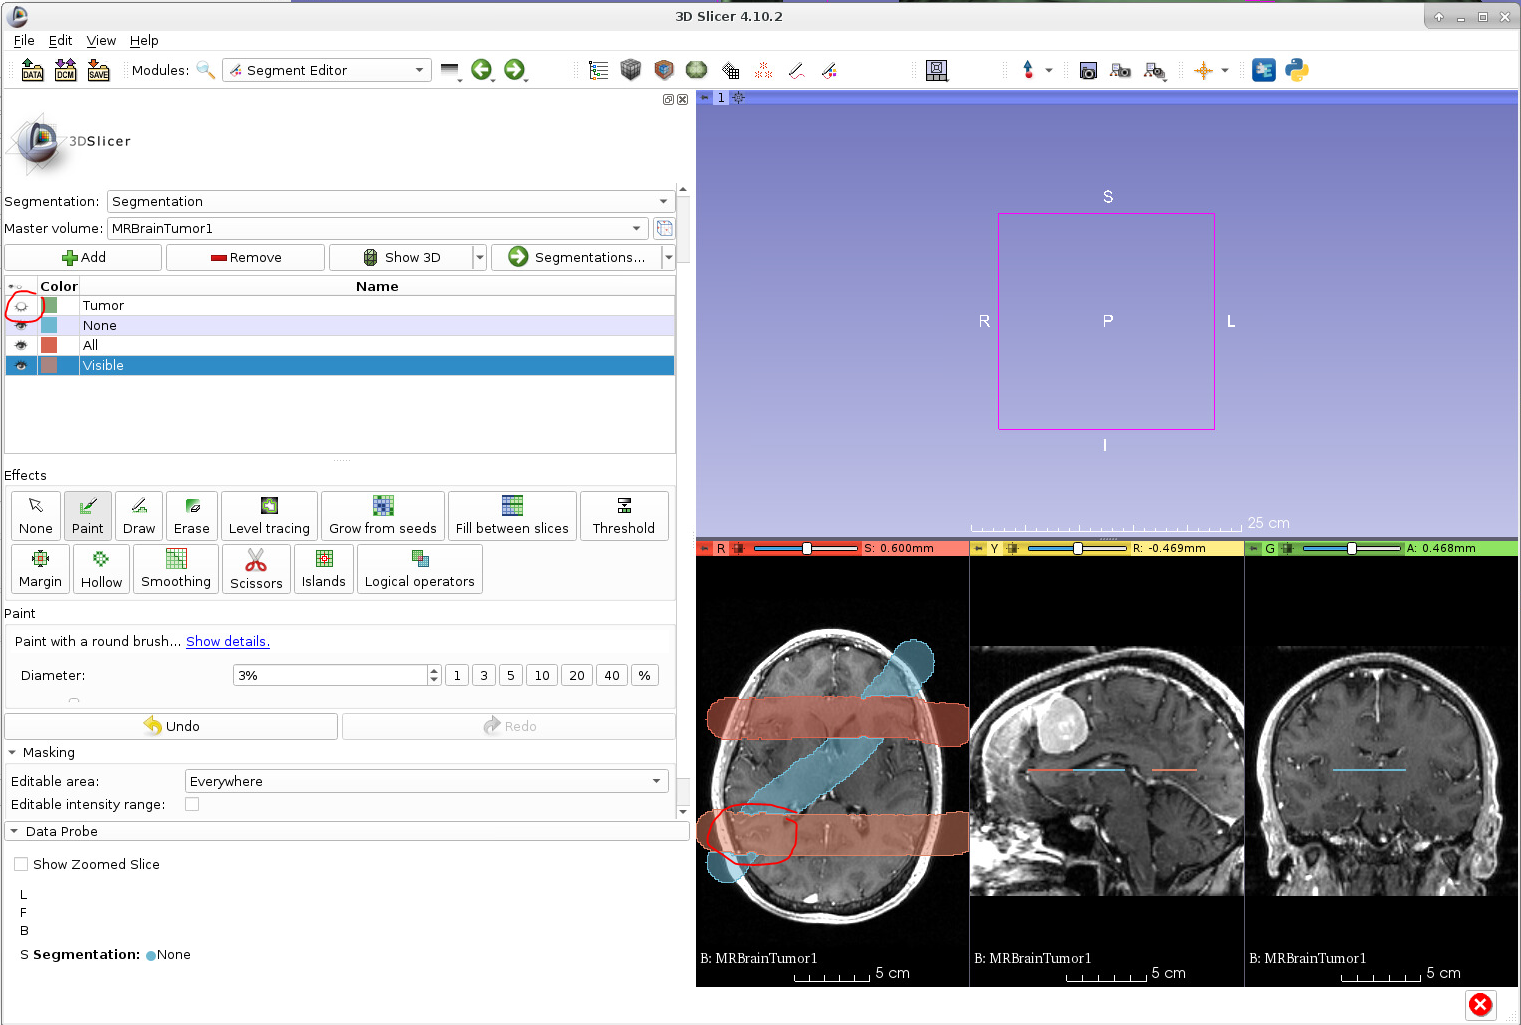 3D Slicer 4.10.2
File Edit View Help
DATA DCM SAVE Modules: Segment Editor
1
3DSlicer
Segmentation: Segmentation
Master volume: MRBrainTumor1
Add Remove Show 3D Segmentations...
Color Name
Tumor
None
All
Visible
Effects
None Paint Draw Erase Level tracing Grow from seeds Fill between slices Threshold
Margin Hollow Smoothing Scissors Islands Logical operators
Paint
Paint with a round brush... Show details.
Diameter: 3% 1 3 5 10 20 40 %
Undo Redo
Masking
Editable area: Everywhere
Editable intensity range:
Data Probe
Show Zoomed Slice
L
F
B
S Segmentation: None
S
R P L
I
25 cm
R S: 0.600mm
Y R: -0.469mm
G A: 0.468mm
B: MRBrainTumor1
5 cm
B: MRBrainTumor1
5 cm
B: MRBrainTumor1
5 cm